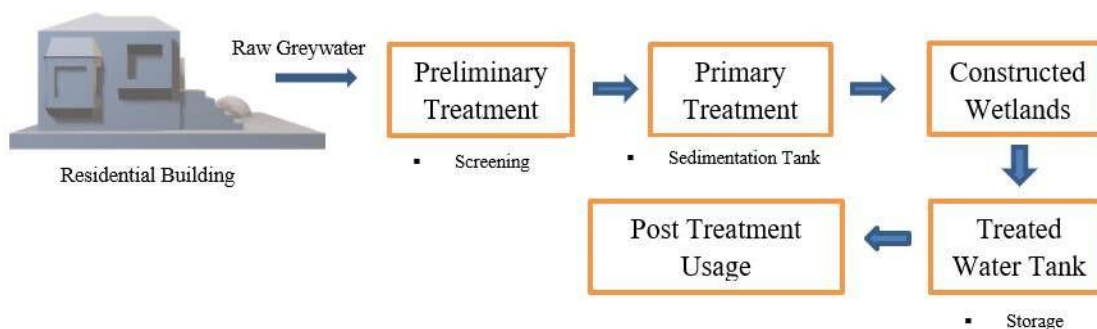 Raw Greywater
Residential Building
Preliminary
Treatment
▪ Screening
Primary
Treatment
▪ Sedimentation Tank
Constructed
Wetlands
Treated
Water Tank
▪ Storage
Post Treatment
Usage